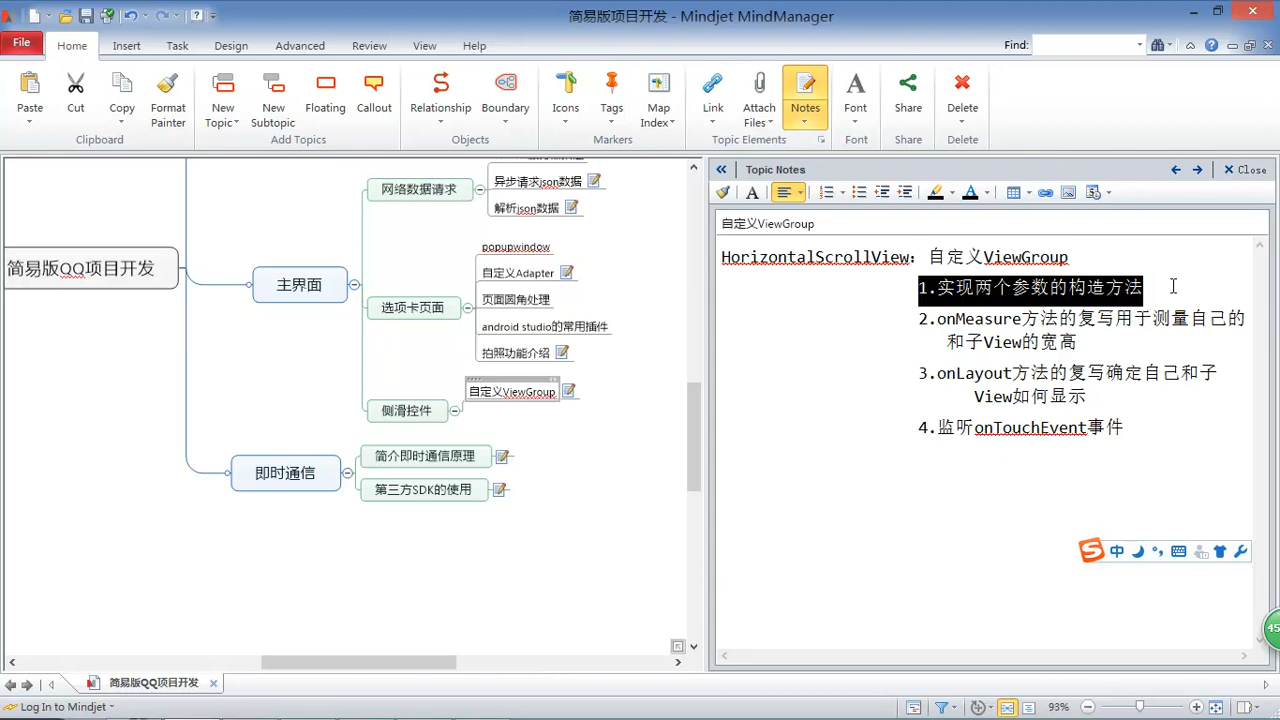 简易版项目开发 - Mindjet MindManager
File Home Insert Task Design Advanced Review View Help Find:
Paste Cut Copy Format Painter New Topic New Subtopic Floating Callout Relationship Boundary Icons Tags Map Index Link Attach Files Notes Font Share Delete
Clipboard Add Topics Objects Markers Topic Elements Font Share Delete
网络数据请求
异步请求json数据
解析json数据
简易版QQ项目开发
主界面
选项卡页面
popupwindow
自定义Adapter
页面圆角处理
android studio的常用插件
拍照功能介绍
自定义ViewGroup
侧滑控件
即时通信
简介即时通信原理
第三方SDK的使用
Topic Notes Close
自定义ViewGroup
HorizontalScrollView：自定义ViewGroup
1.实现两个参数的构造方法
2.onMeasure方法的复写用于测量自己的
和子View的宽高
3.onLayout方法的复写确定自己和子
View如何显示
4.监听onTouchEvent事件
中
45
简易版QQ项目开发
Log In to Mindjet 93%